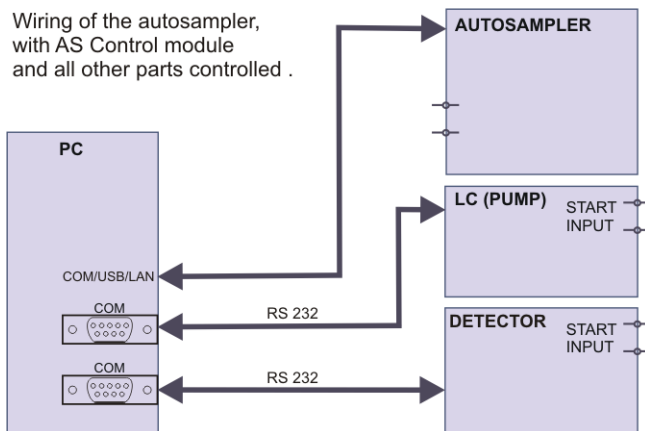 Wiring of the autosampler,
with AS Control module
and all other parts controlled .
AUTOSAMPLER
PC
LC (PUMP)
START
INPUT
COM/USB/LAN
COM
RS 232
DETECTOR
START
INPUT
COM
RS 232